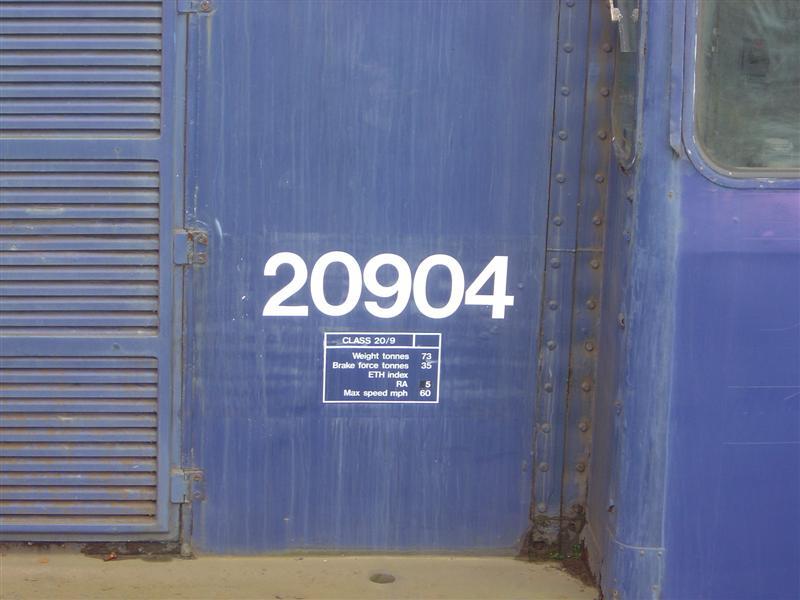 20904
CLASS 20/9
Weight tonnes 73
Brake force tonnes 35
ETH index
RA 5
Max speed mph 60